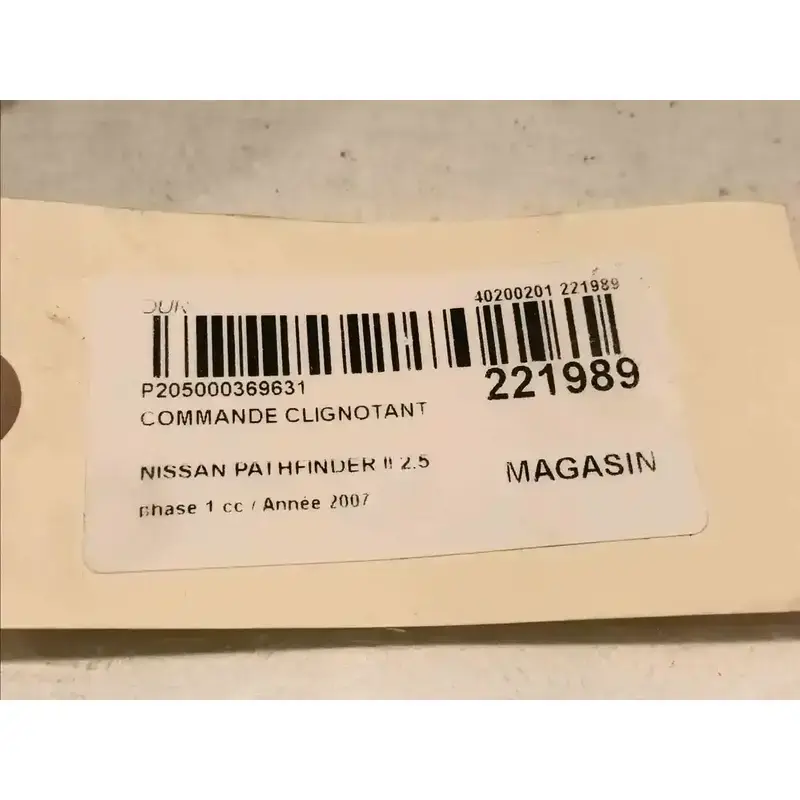 40200201 221989
P205000369631
221989
COMMANDE CLIGNOTANT
NISSAN PATHFINDER II 2.5
MAGASIN
phase 1 cc / Année 2007